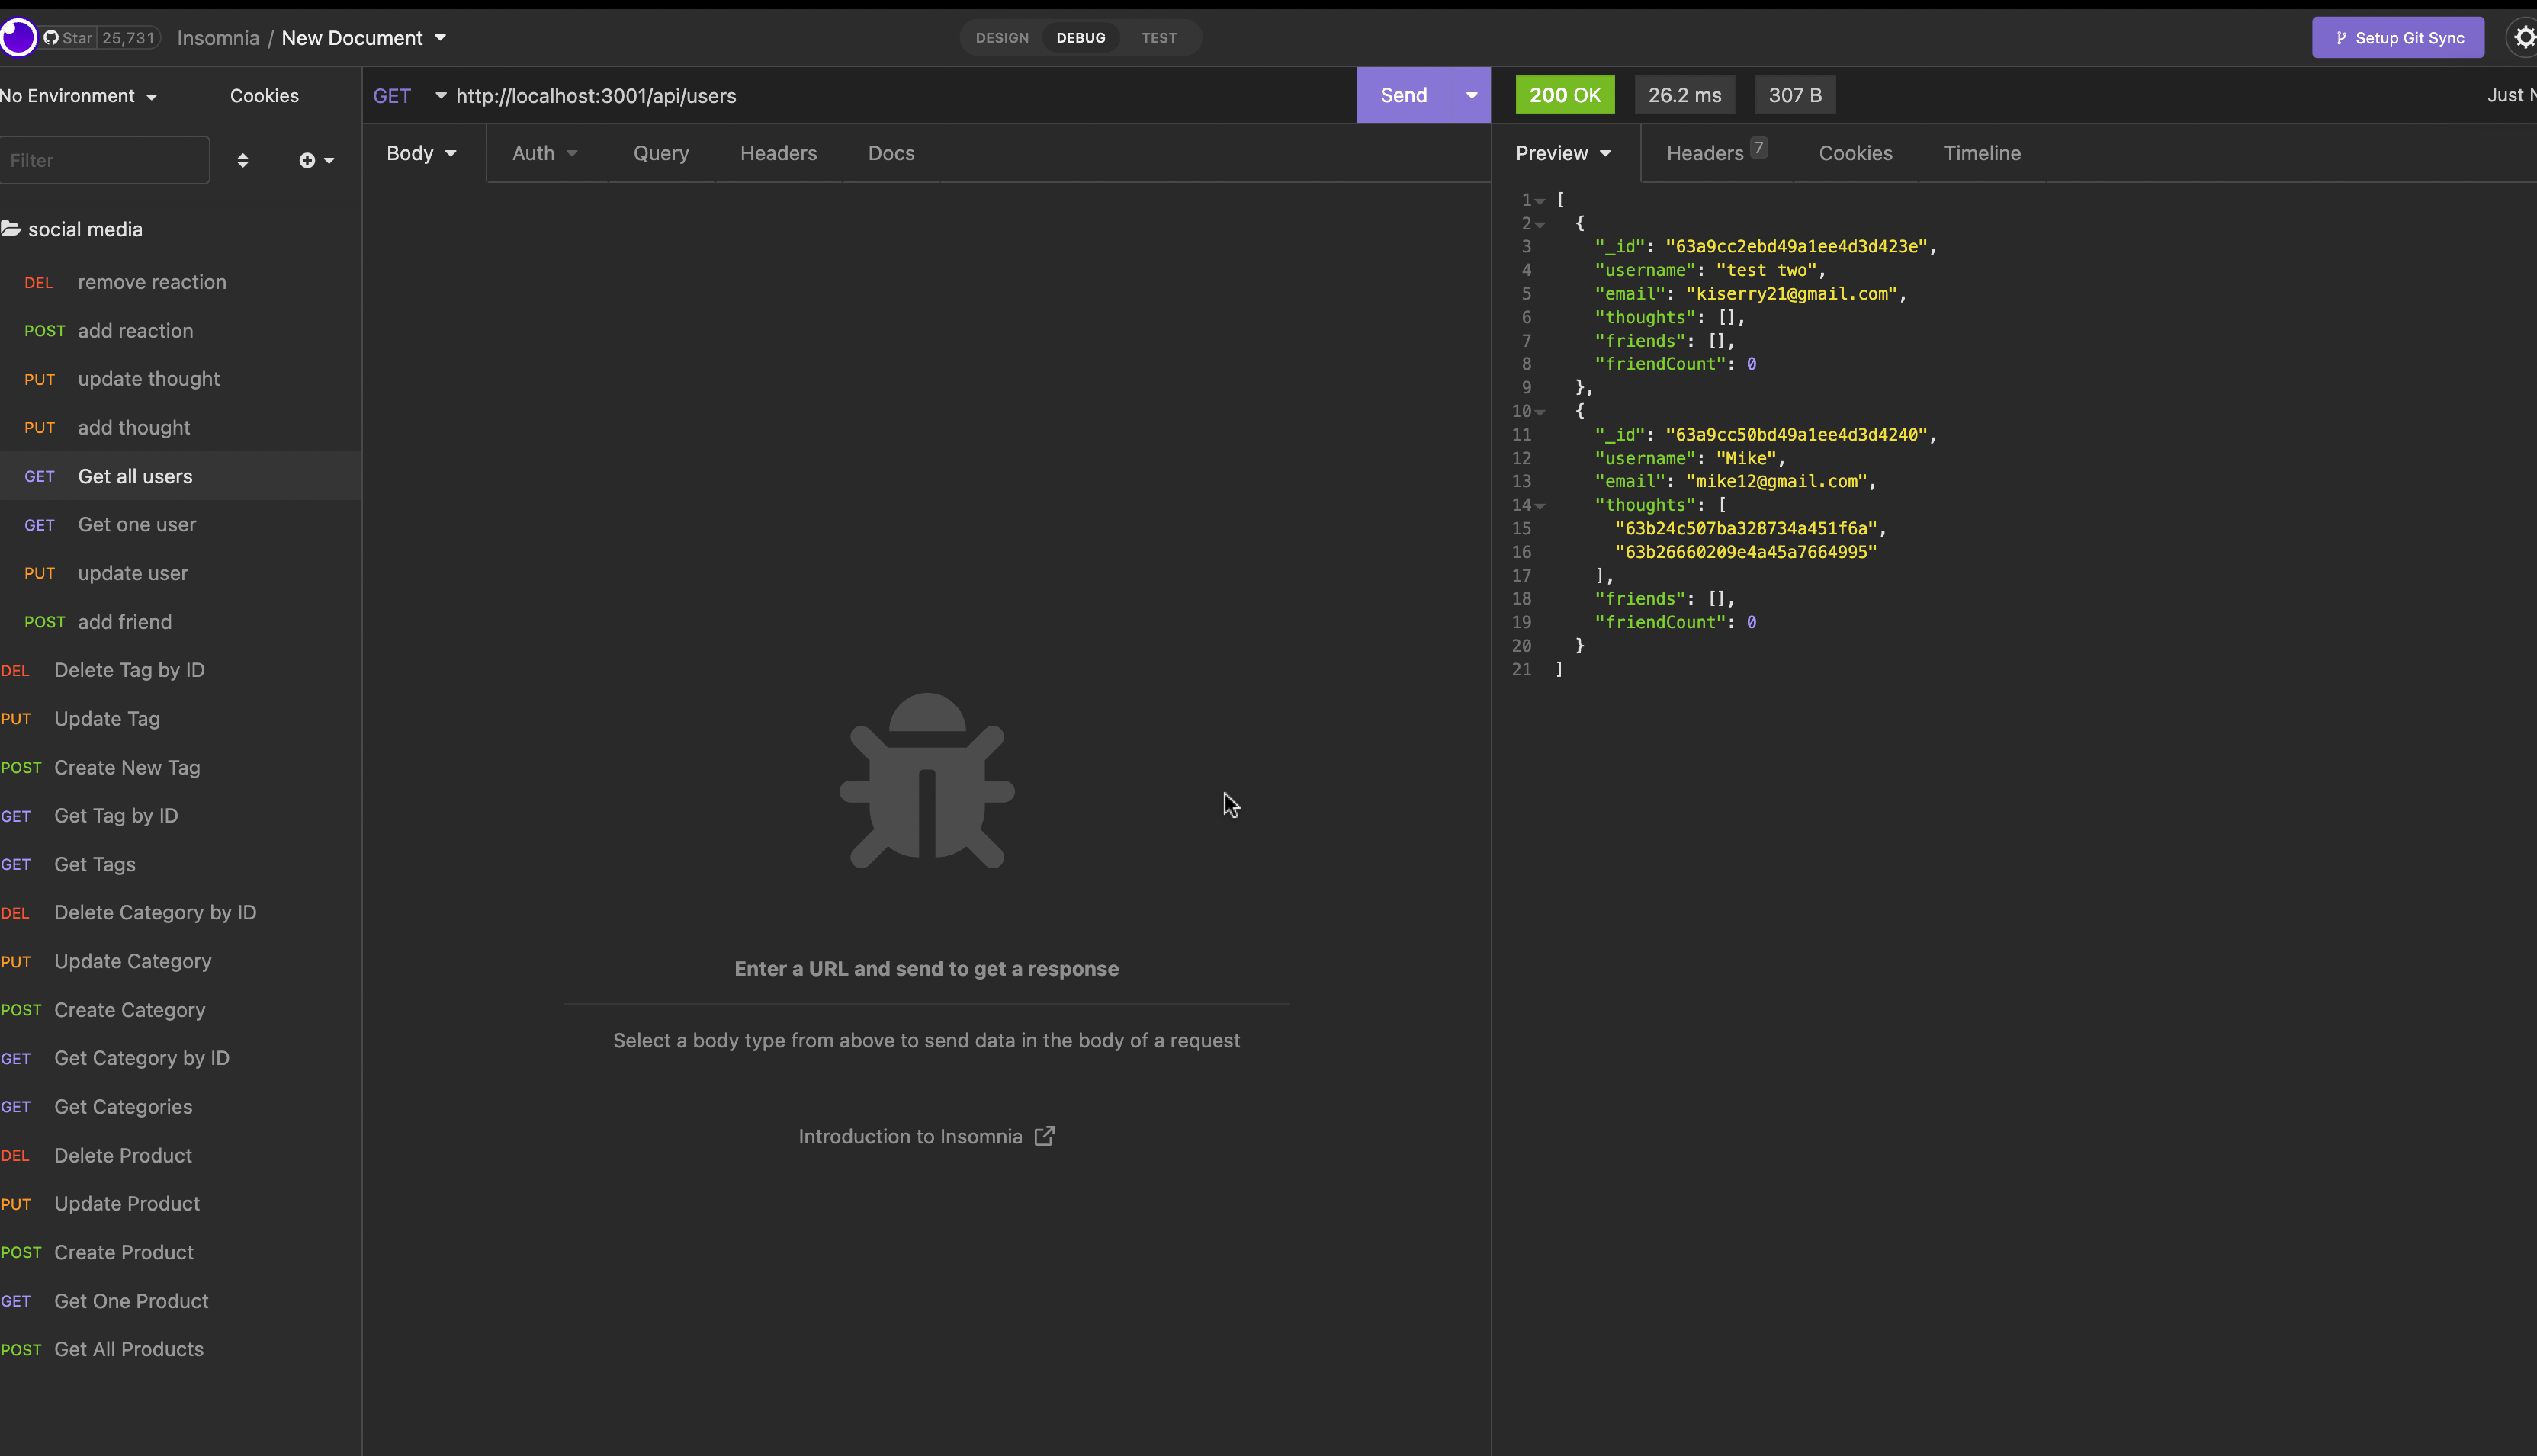 Star 25,731 Insomnia / New Document DESIGN DEBUG TEST Setup Git Sync
No Environment Cookies GET http://localhost:3001/api/users Send 200 OK 26.2 ms 307 B Just N
Filter
Body Auth Query Headers Docs
Preview Headers 7 Cookies Timeline
social media
DEL remove reaction
POST add reaction
PUT update thought
PUT add thought
GET Get all users
GET Get one user
PUT update user
POST add friend
DEL Delete Tag by ID
PUT Update Tag
POST Create New Tag
GET Get Tag by ID
GET Get Tags
DEL Delete Category by ID
PUT Update Category
POST Create Category
GET Get Category by ID
GET Get Categories
DEL Delete Product
PUT Update Product
POST Create Product
GET Get One Product
POST Get All Products
Enter a URL and send to get a response
Select a body type from above to send data in the body of a request
Introduction to Insomnia
1 [
2 {
3 "_id": "63a9cc2ebd49a1ee4d3d423e",
4 "username": "test two",
5 "email": "kiserry21@gmail.com",
6 "thoughts": [],
7 "friends": [],
8 "friendCount": 0
9 },
10 {
11 "_id": "63a9cc50bd49a1ee4d3d4240",
12 "username": "Mike",
13 "email": "mike12@gmail.com",
14 "thoughts": [
15 "63b24c507ba328734a451f6a",
16 "63b26660209e4a45a7664995"
17 ],
18 "friends": [],
19 "friendCount": 0
20 }
21 ]